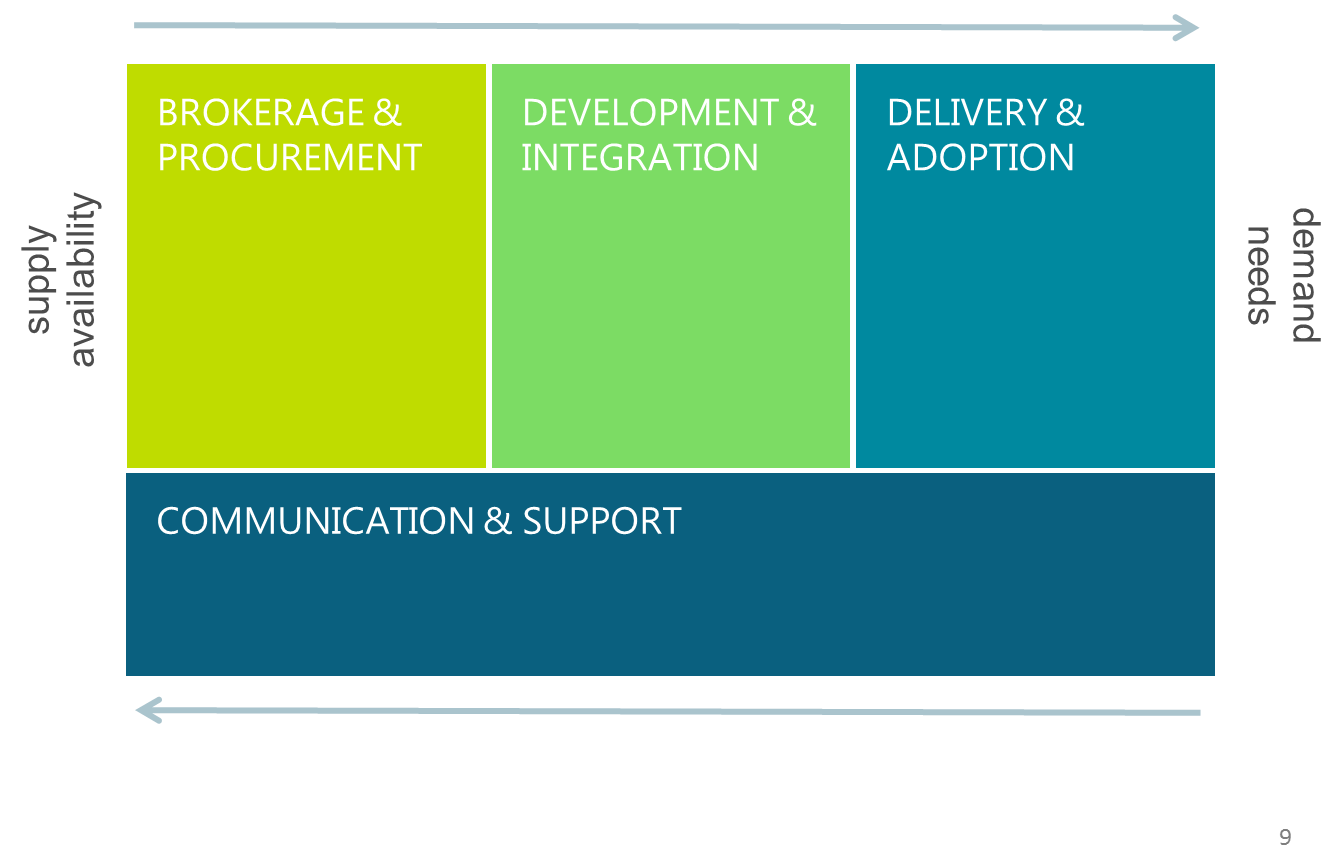 BROKERAGE &
PROCUREMENT
DEVELOPMENT &
INTEGRATION
DELIVERY &
ADOPTION
supply
availability
demand
needs
COMMUNICATION & SUPPORT
9